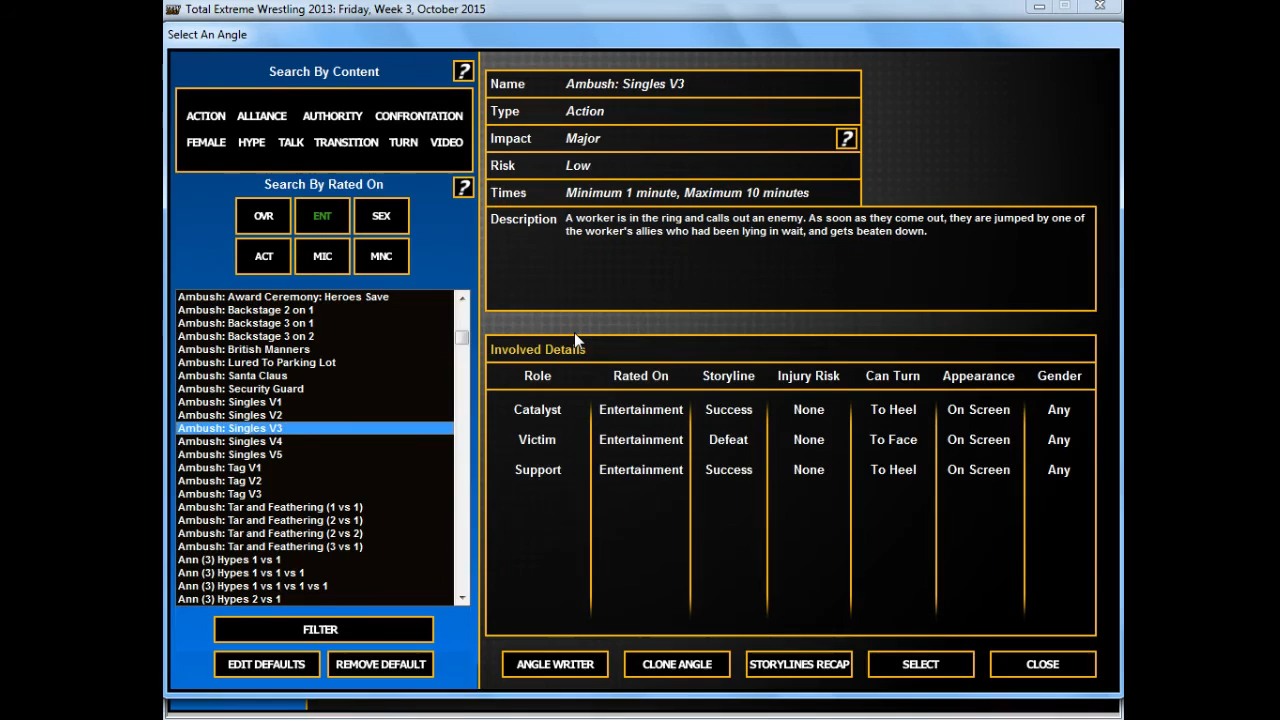 Total Extreme Wrestling 2013: Friday, Week 3, October 2015
Select An Angle
Search By Content ?
ACTION ALLIANCE AUTHORITY CONFRONTATION
FEMALE HYPE TALK TRANSITION TURN VIDEO
Search By Rated On ?
OVR ENT SEX
ACT MIC MNC
Ambush: Award Ceremony: Heroes Save
Ambush: Backstage 2 on 1
Ambush: Backstage 3 on 1
Ambush: Backstage 3 on 2
Ambush: British Manners
Ambush: Lured To Parking Lot
Ambush: Santa Claus
Ambush: Security Guard
Ambush: Singles V1
Ambush: Singles V2
Ambush: Singles V3
Ambush: Singles V4
Ambush: Singles V5
Ambush: Tag V1
Ambush: Tag V2
Ambush: Tag V3
Ambush: Tar and Feathering (1 vs 1)
Ambush: Tar and Feathering (2 vs 1)
Ambush: Tar and Feathering (2 vs 2)
Ambush: Tar and Feathering (3 vs 1)
Ann (3) Hypes 1 vs 1
Ann (3) Hypes 1 vs 1 vs 1
Ann (3) Hypes 1 vs 1 vs 1 vs 1
Ann (3) Hypes 2 vs 1
FILTER
EDIT DEFAULTS REMOVE DEFAULT
Name Ambush: Singles V3
Type Action
Impact Major ?
Risk Low
Times Minimum 1 minute, Maximum 10 minutes
Description A worker is in the ring and calls out an enemy. As soon as they come out, they are jumped by one of
the worker's allies who had been lying in wait, and gets beaten down.
Involved Details
Role Rated On Storyline Injury Risk Can Turn Appearance Gender
Catalyst Entertainment Success None To Heel On Screen Any
Victim Entertainment Defeat None To Face On Screen Any
Support Entertainment Success None To Heel On Screen Any
ANGLE WRITER CLONE ANGLE STORYLINES RECAP SELECT CLOSE